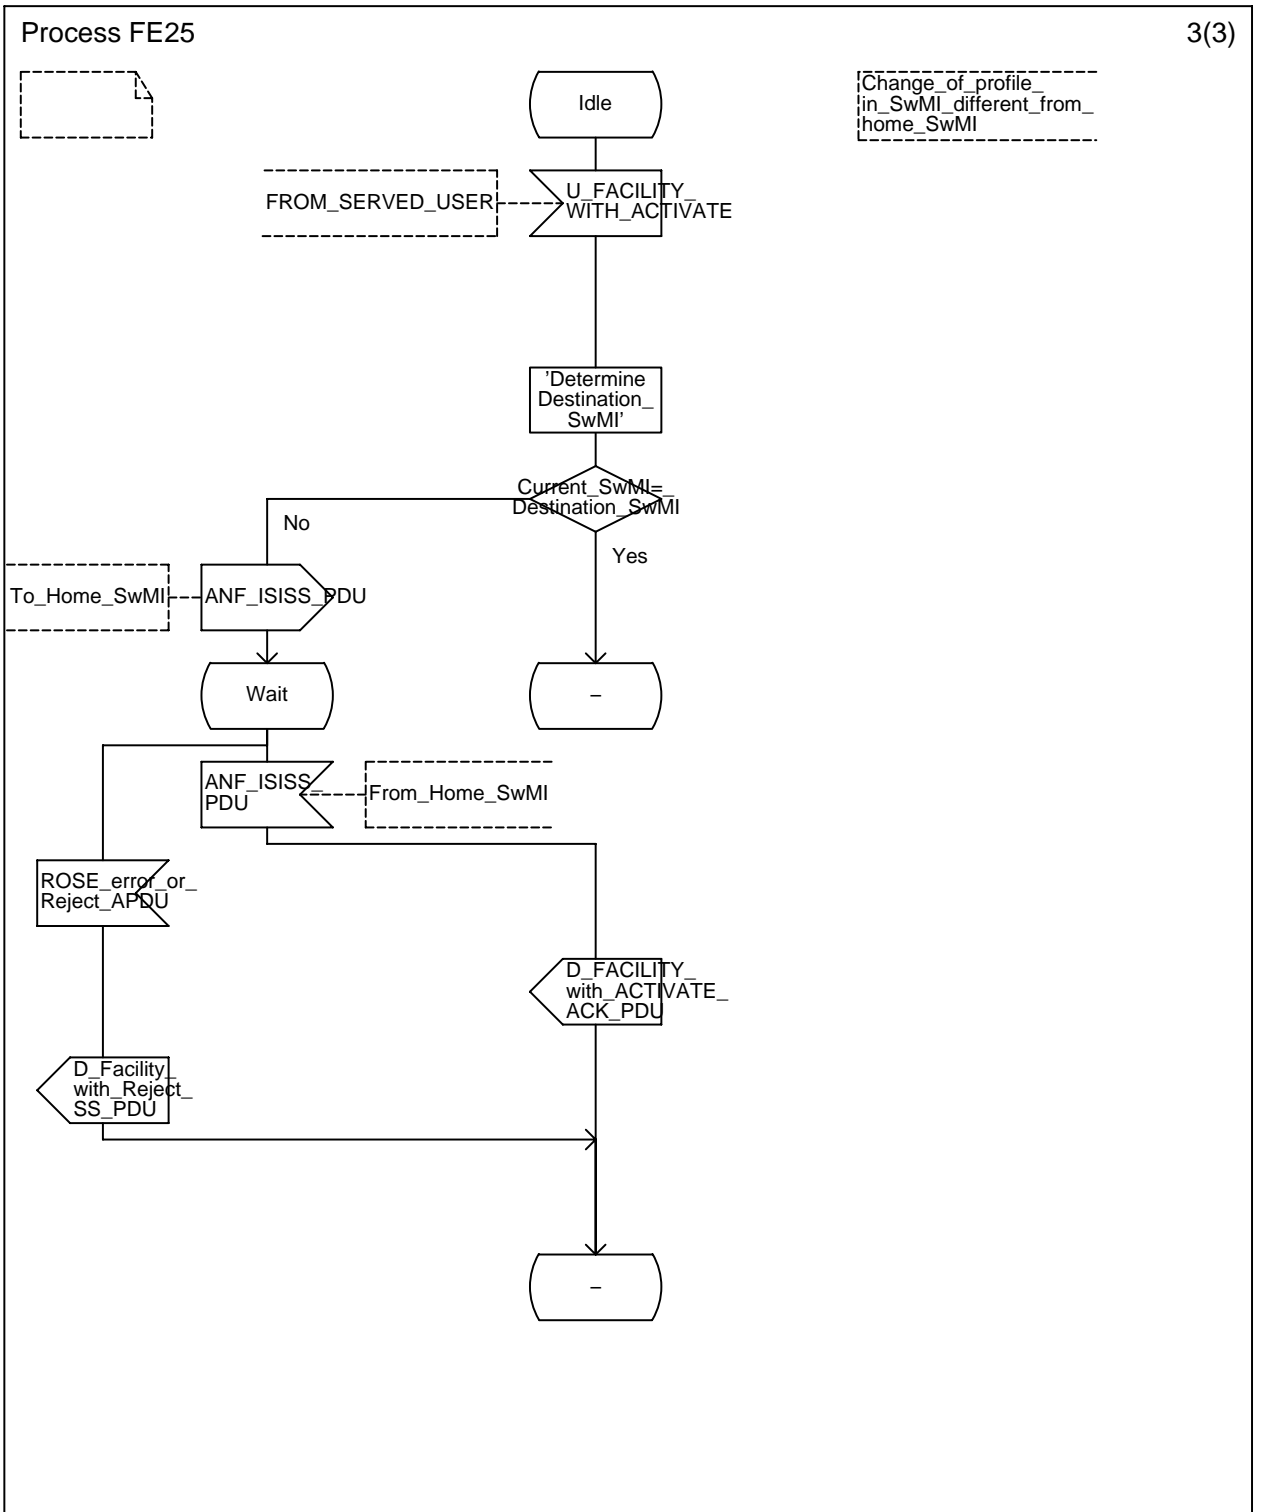 Process FE25
3(3)
Idle
Change_of_profile_
in_SwMI_different_from_
home_SwMI
FROM_SERVED_USER
U_FACILITY_
WITH_ACTIVATE
’Determine
Destination_
SwMI’
Current_SwMI=_
Destination_SwMI
No
Yes
To_Home_SwMI
ANF_ISISS_PDU
Wait
–
ANF_ISISS_
PDU
From_Home_SwMI
ROSE_error_or_
Reject_APDU
D_FACILITY_
with_ACTIVATE_
ACK_PDU
D_Facility_
with_Reject_
SS_PDU
–